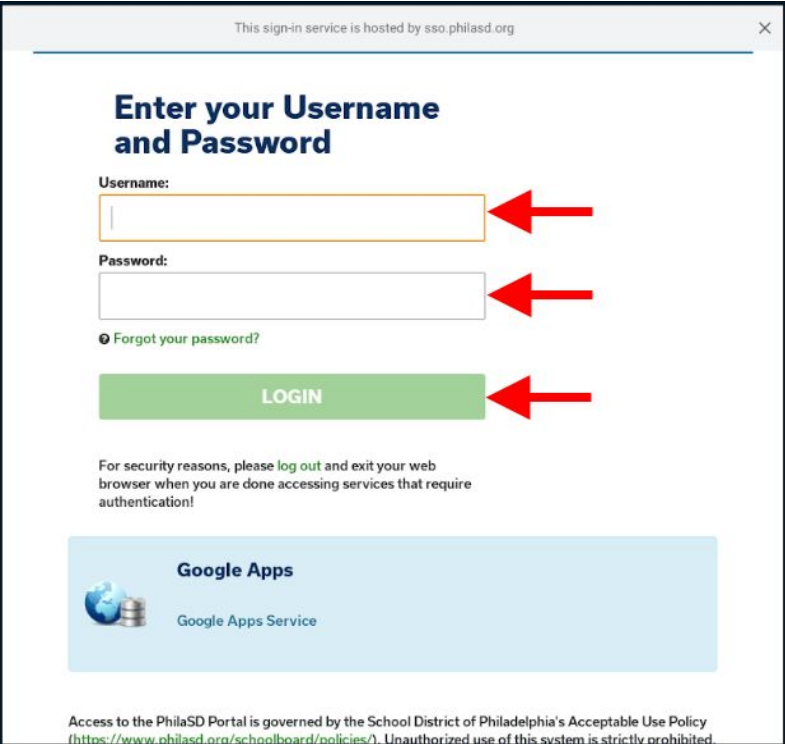 This sign-in service is hosted by sso.philasd.org
Enter your Username
and Password
Username:
Password:
Forgot your password?
LOGIN
For security reasons, please log out and exit your web
browser when you are done accessing services that require
authentication!
Google Apps
Google Apps Service
Access to the PhilaSD Portal is governed by the School District of Philadelphia's Acceptable Use Policy
(https://www.philasd.org/schoolboard/policies/). Unauthorized use of this system is strictly prohibited.